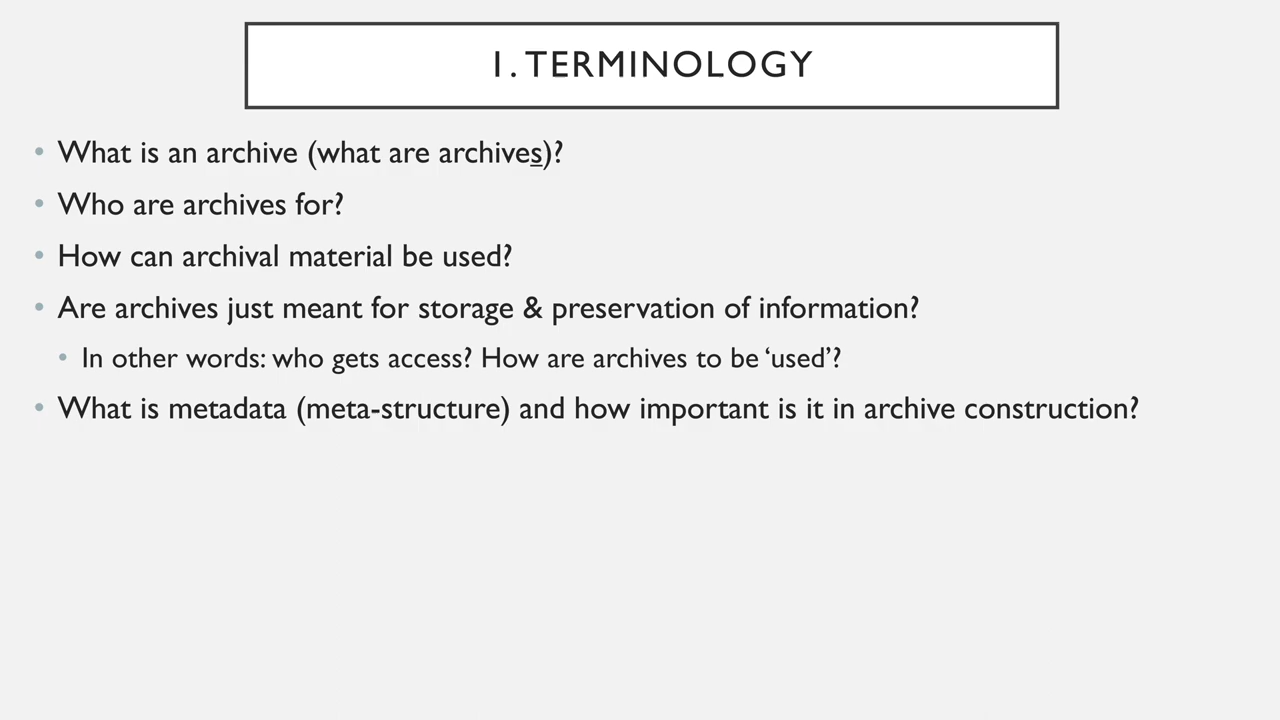 1. TERMINOLOGY
• What is an archive (what are archives)?
• Who are archives for?
• How can archival material be used?
• Are archives just meant for storage & preservation of information?
• In other words: who gets access? How are archives to be ‘used’?
• What is metadata (meta-structure) and how important is it in archive construction?